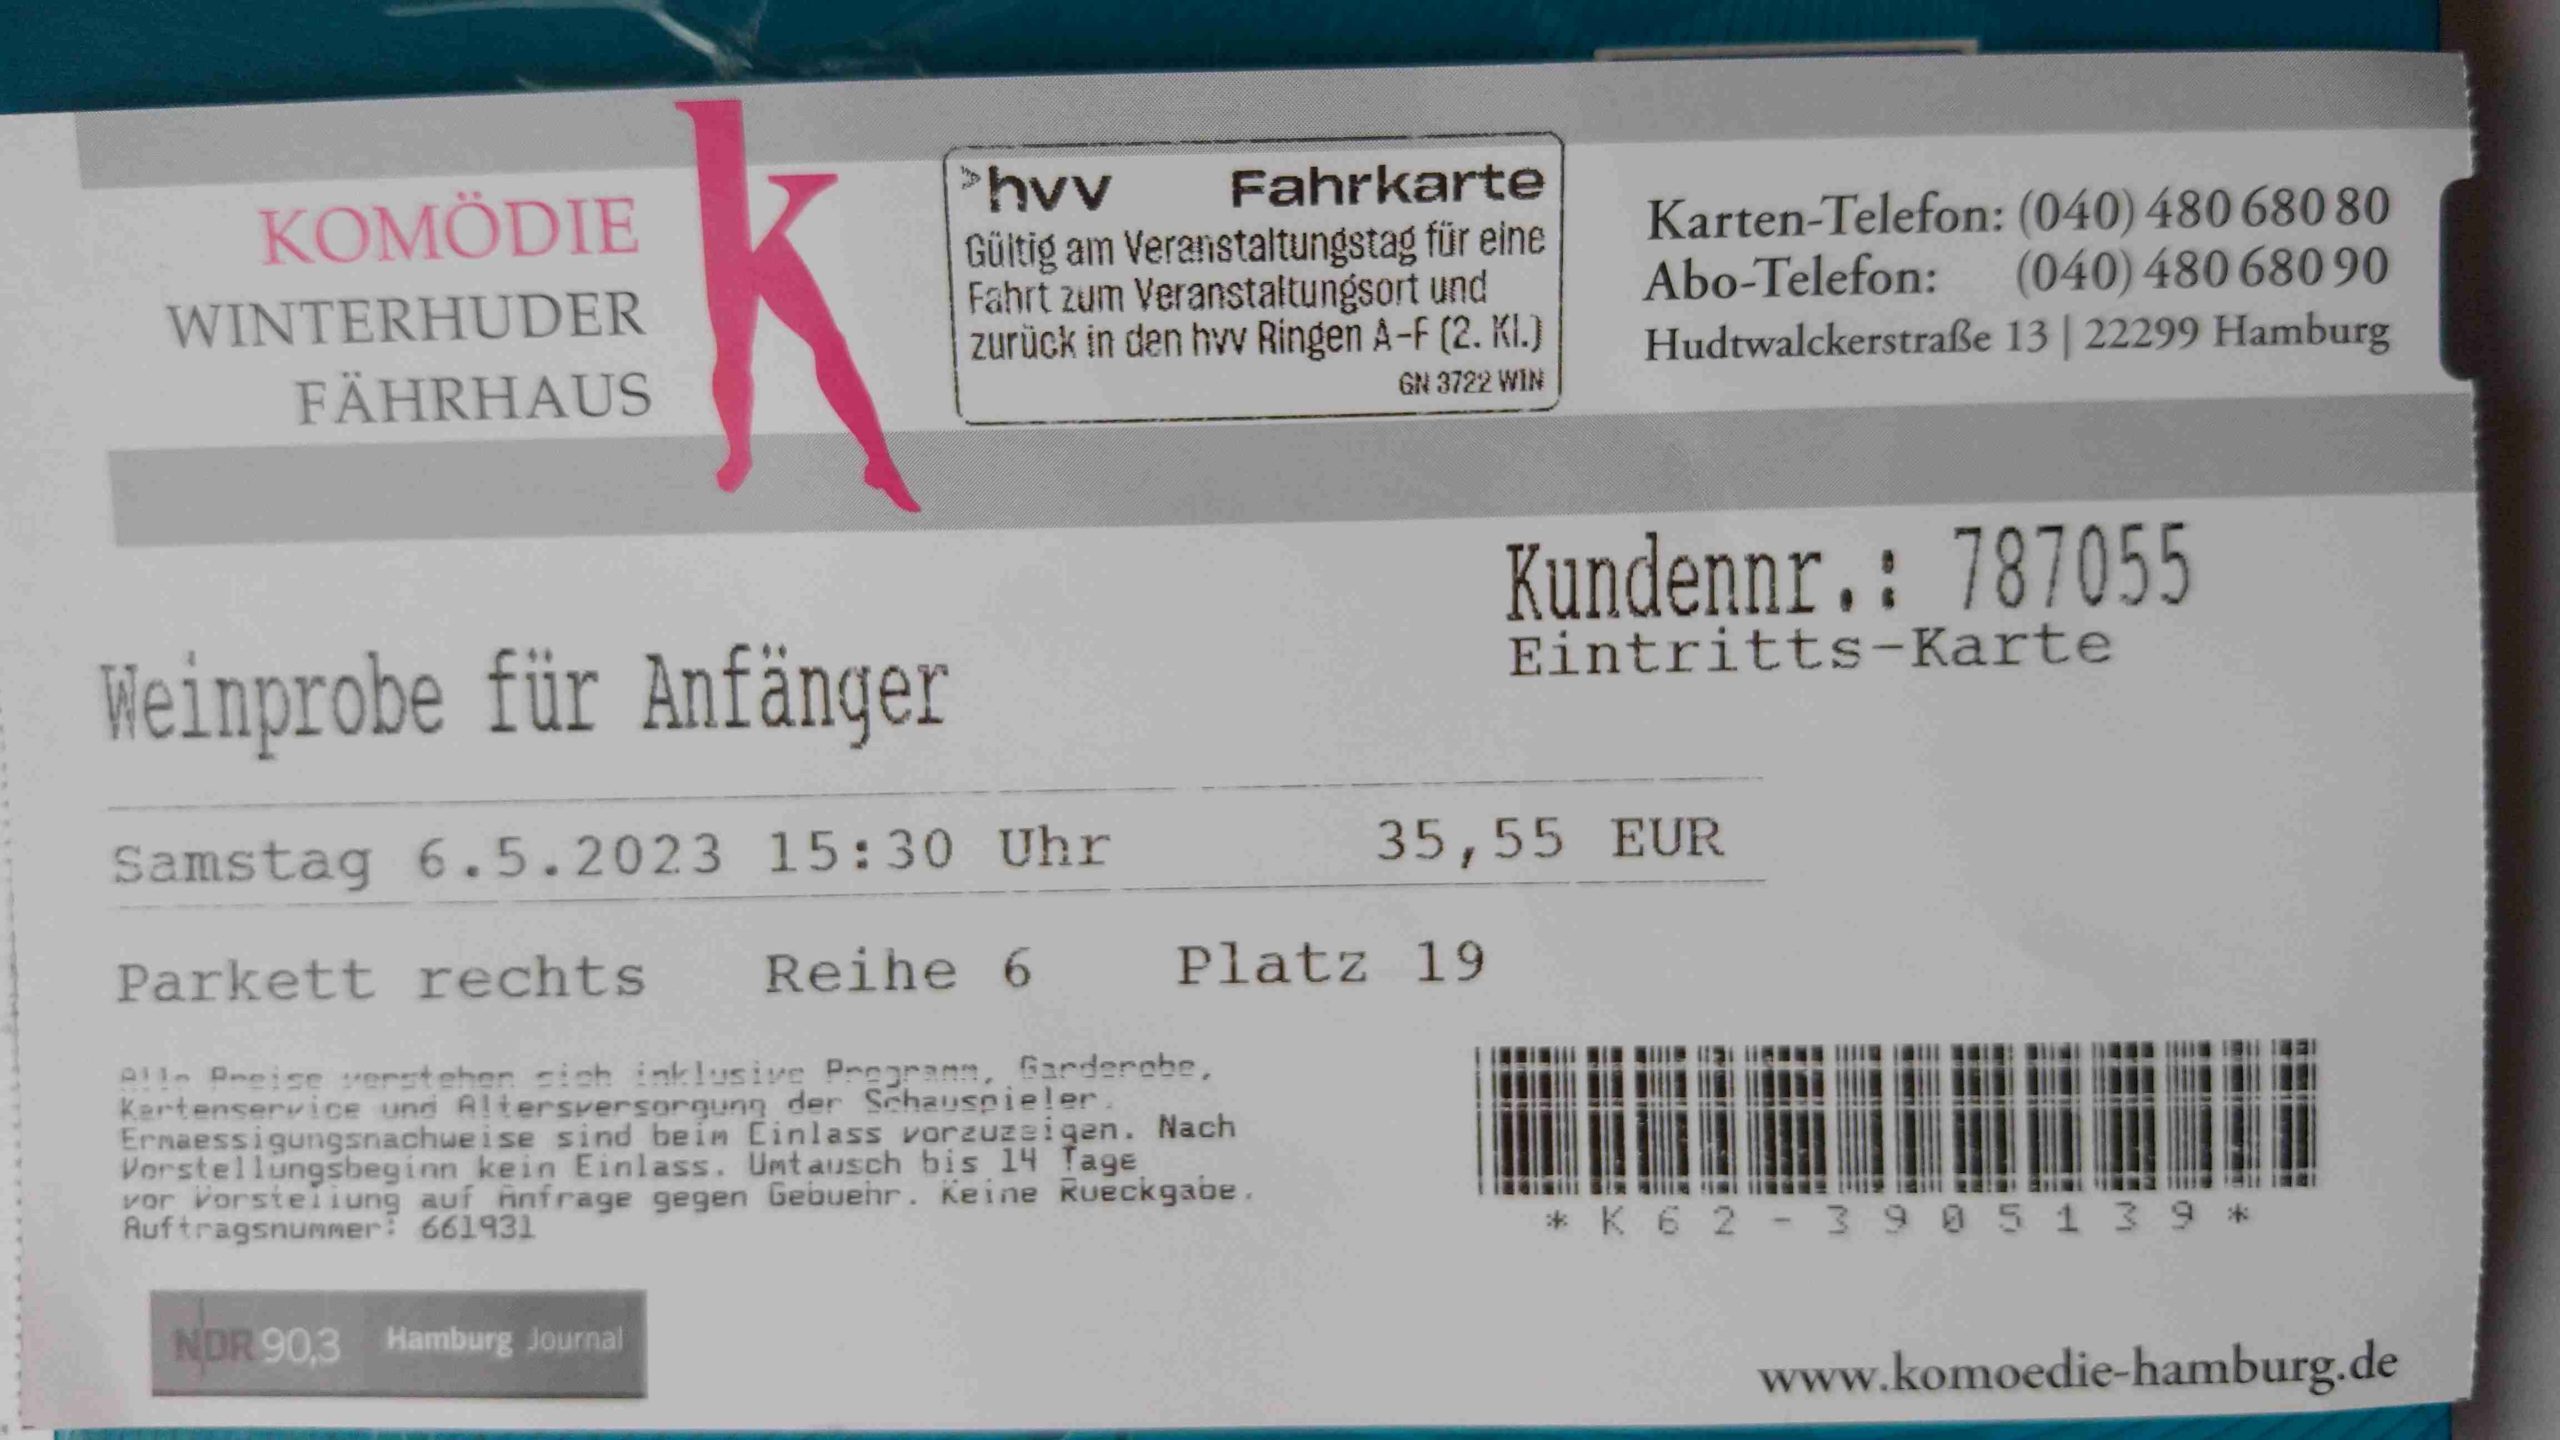 KOMÖDIE
WINTERHUDER
FÄHRHAUS
hvv Fahrkarte
Gültig am Veranstaltungstag für eine
Fahrt zum Veranstaltungsort und
zurück in den hvv Ringen A-F (2. Kl.)
GN 3722 WIN
Karten-Telefon: (040) 480 680 80
Abo-Telefon: (040) 480 680 90
Hudtwalckerstraße 13 | 22299 Hamburg
Kundennr.: 787055
Eintritts-Karte
Weinprobe für Anfänger
Samstag 6.5.2023 15:30 Uhr 35,55 EUR
Parkett rechts Reihe 6 Platz 19
Alle Preise verstehen sich inklusive Programm, Garderobe,
Kartenservice und Altersversorgung der Schauspieler.
Ermaessigungsnachweise sind beim Einlass vorzuzeigen. Nach
Vorstellungsbeginn kein Einlass. Umtausch bis 14 Tage
vor Vorstellung auf Anfrage gegen Gebuehr. Keine Rueckgabe.
Auftragsnummer: 661931
*K62-3905139*
NDR 90,3 Hamburg Journal
www.komoedie-hamburg.de